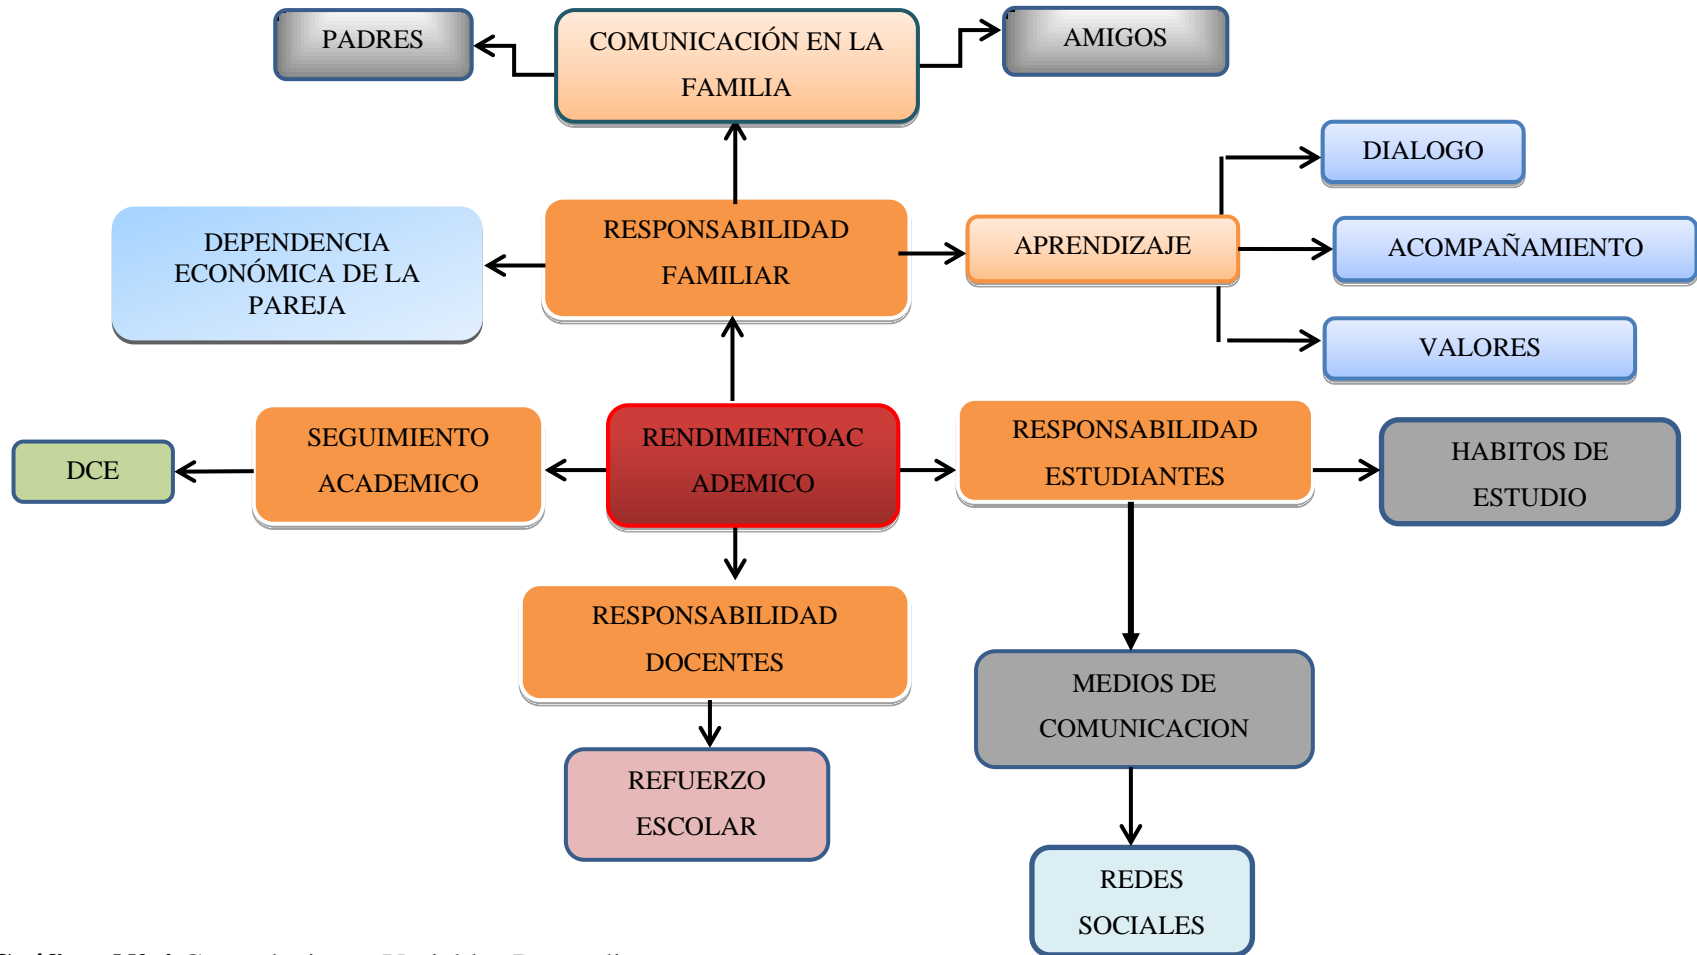 PADRES
COMUNICACIÓN EN LA
FAMILIA
AMIGOS
DIALOGO
DEPENDENCIA
ECONÓMICA DE LA
PAREJA
RESPONSABILIDAD
FAMILIAR
APRENDIZAJE
ACOMPAÑAMIENTO
VALORES
DCE
SEGUIMIENTO
ACADEMICO
RENDIMIENTOAC
ADEMICO
RESPONSABILIDAD
ESTUDIANTES
HABITOS DE
ESTUDIO
RESPONSABILIDAD
DOCENTES
MEDIOS DE
COMUNICACION
REFUERZO
ESCOLAR
REDES
SOCIALES